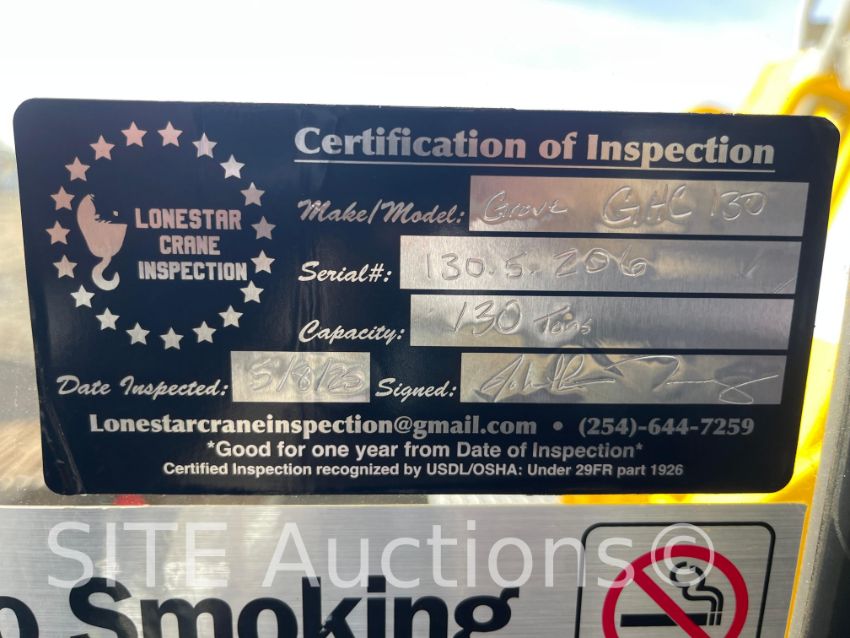 Certification of Inspection
LONESTAR
CRANE
INSPECTION
Make/Model: Grove GHC 130
Serial#: 130.5.206
Capacity: 130 Tons
Date Inspected: 5/8/25 Signed:
Lonestarcraneinspection@gmail.com • (254)-644-7259
*Good for one year from Date of Inspection*
Certified Inspection recognized by USDL/OSHA: Under 29FR part 1926
SITE Auctions©
o Smoking